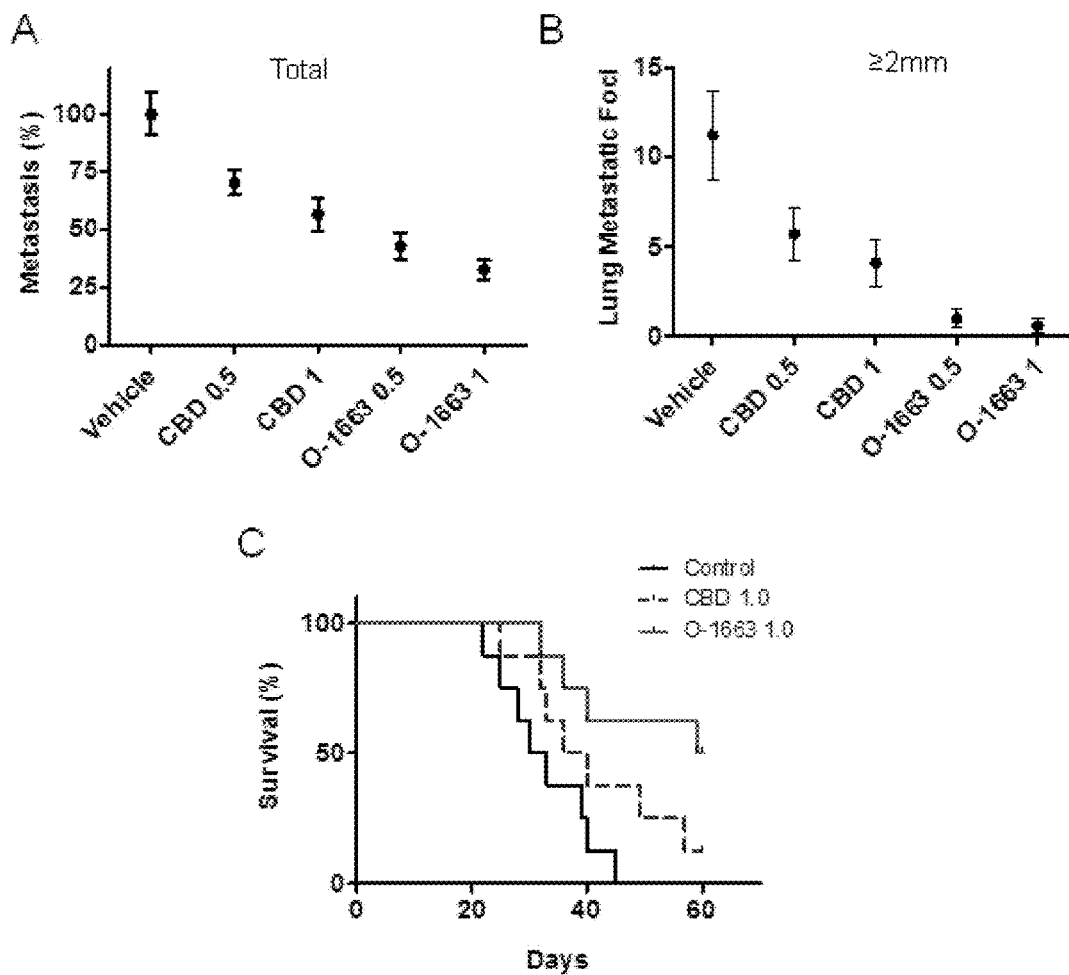 A
Total
Metastasis (%)
100
75
50
25
0
Vehicle
CBD 0.5
CBD 1
O-1663 0.5
O-1663 1
B
≧2mm
Lung Metastatic Foci
15
10
5
0
Vehicle
CBD 0.5
CBD 1
O-1663 0.5
O-1663 1
C
Control
CBD 1.0
O-1663 1.0
Survival (%)
100
50
0
0 20 40 60
Days